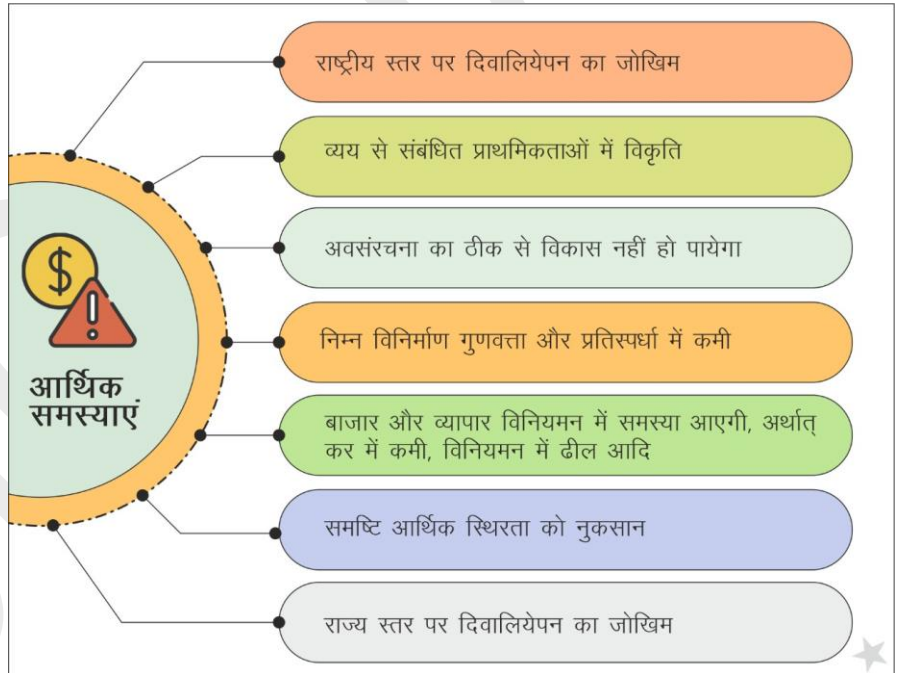 राष्ट्रीय स्तर पर दिवालियेपन का जोखिम
व्यय से संबंधित प्राथमिकताओं में विकृति
अवसंरचना का ठीक से विकास नहीं हो पायेगा
$
आर्थिक
समस्याएं
निम्न विनिर्माण गुणवत्ता और प्रतिस्पर्धा में कमी
बाजार और व्यापार विनियमन में समस्या आएगी, अर्थात्
कर में कमी, विनियमन में ढील आदि
समष्टि आर्थिक स्थिरता को नुकसान
राज्य स्तर पर दिवालियेपन का जोखिम